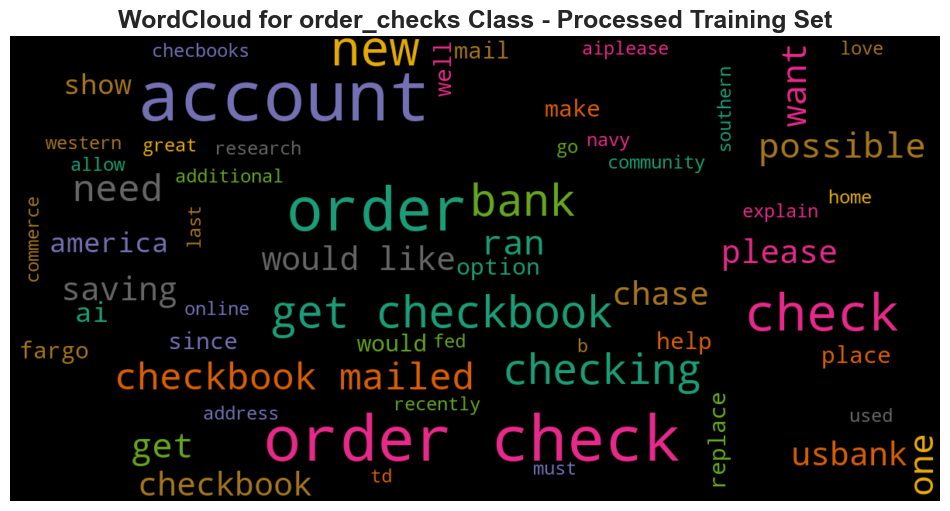 WordCloud for order_checks Class - Processed Training Set
checbooks
new
mail
aiplease
love
show
account
well
want
make
southern
western
great
research
go
navy
possible
allow
community
need
additional
order
bank
home
commerce
last
explain
america
would like
ran
please
option
saving
ai
online
get checkbook
chase
check
since
would
fed
b
help
fargo
place
checkbook mailed
checking
address
recently
replace
used
get
order check
usbank
one
td
must
checkbook